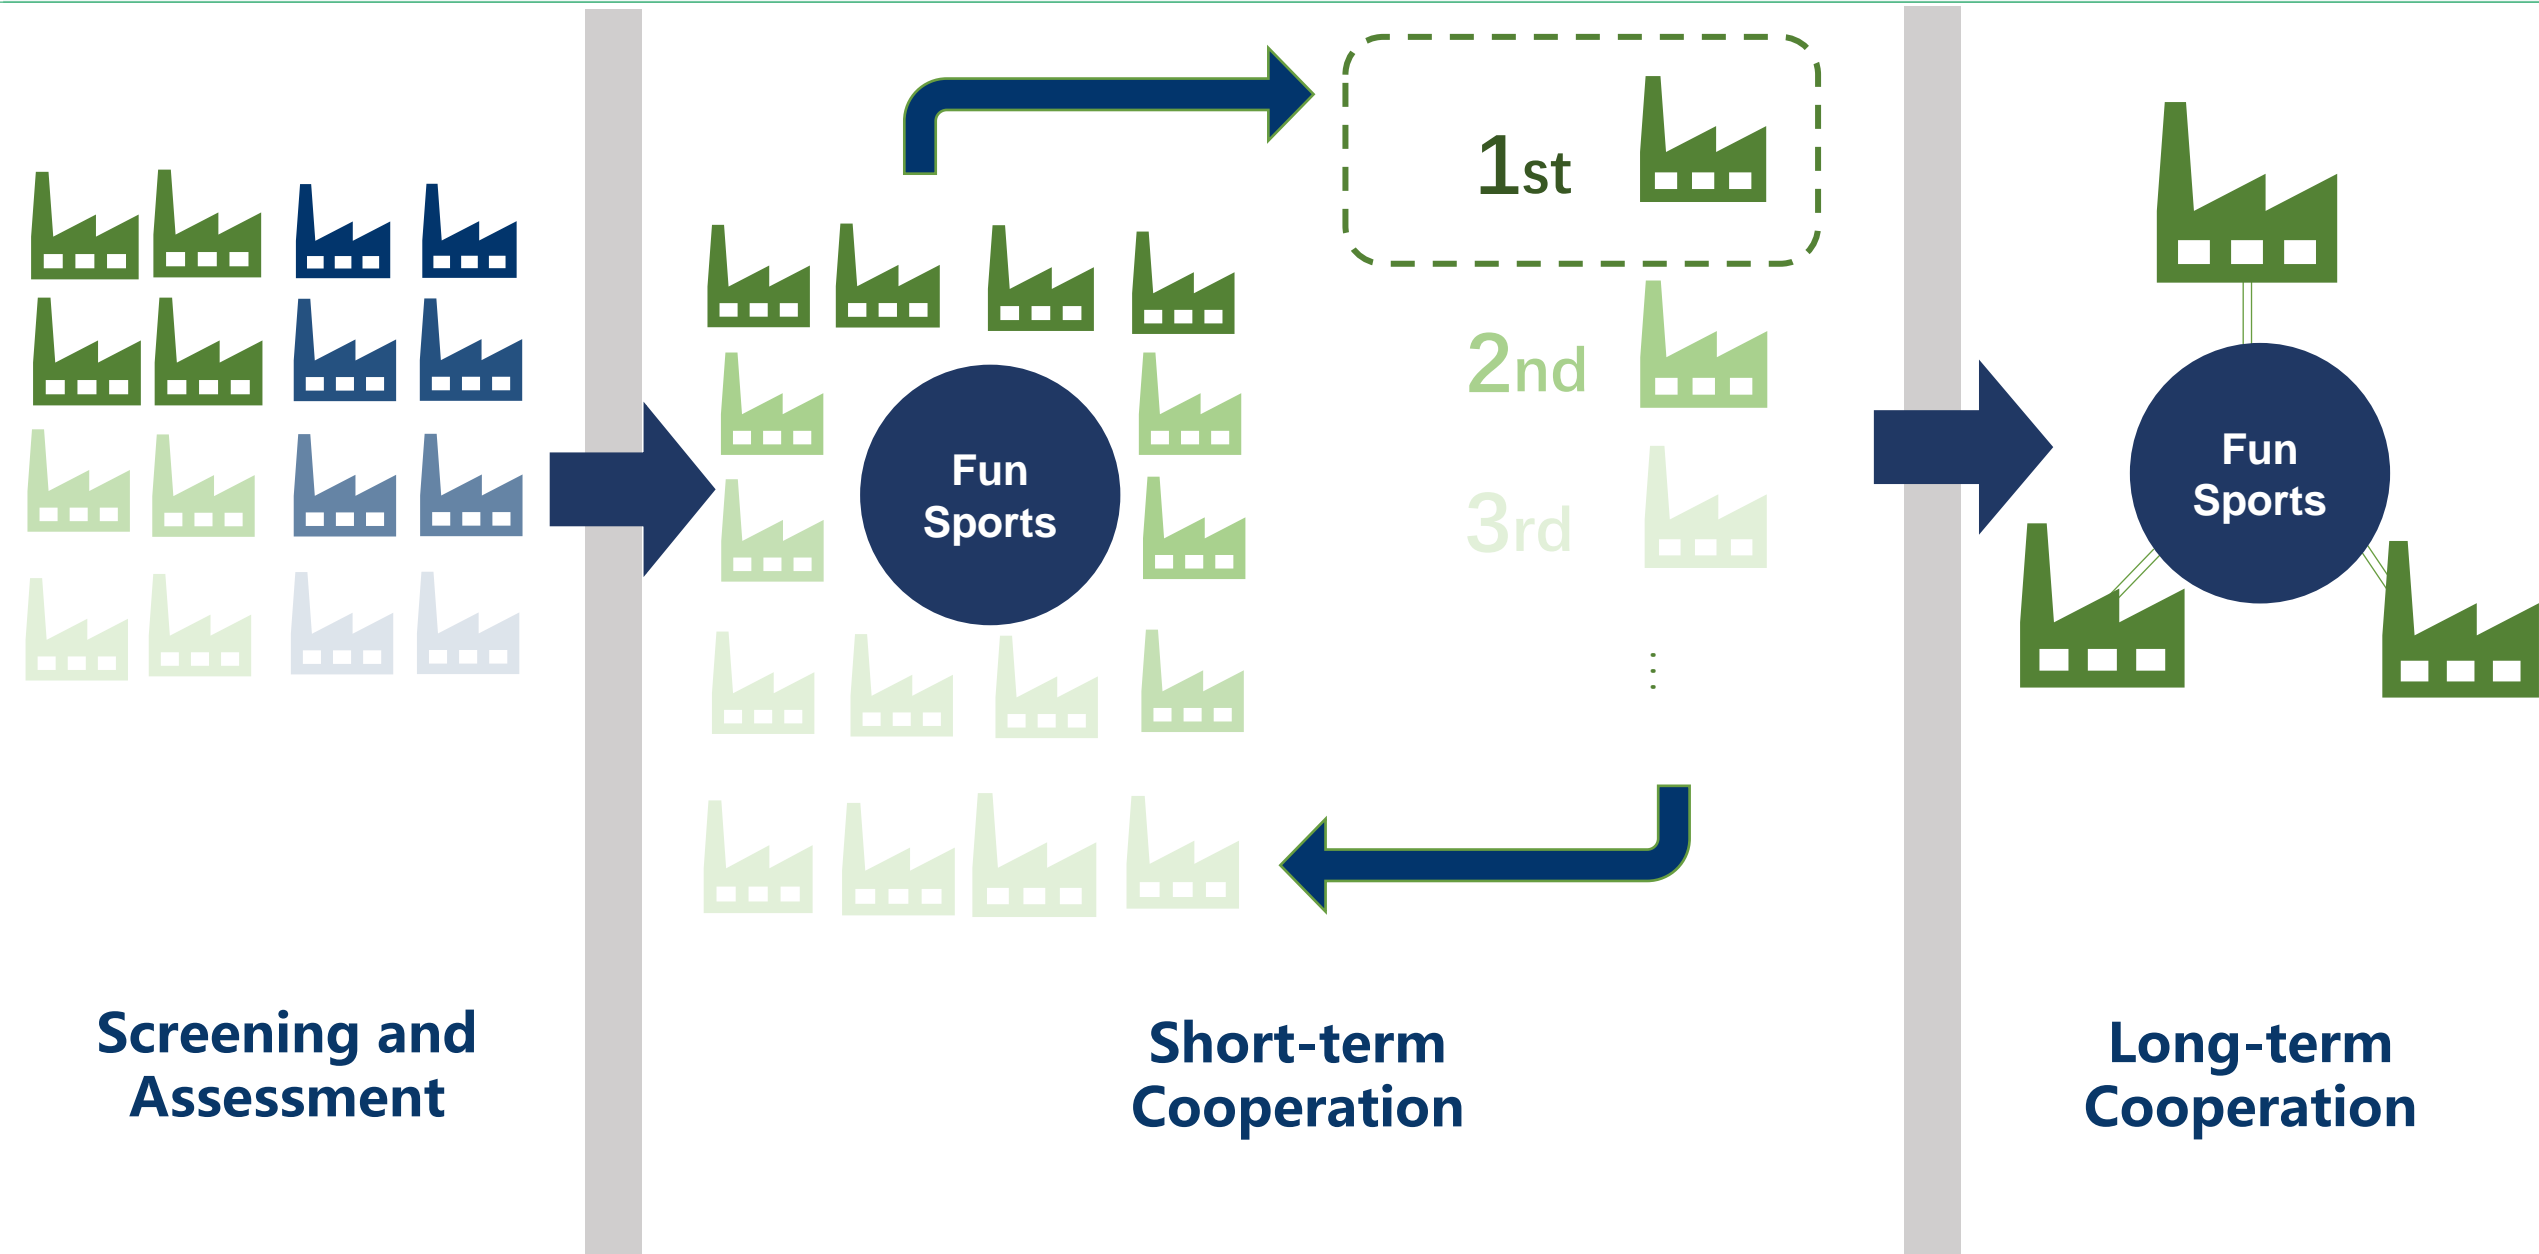 1st
2nd
3rd
Fun
Sports
Fun
Sports
Screening and
Assessment
Short-term
Cooperation
Long-term
Cooperation